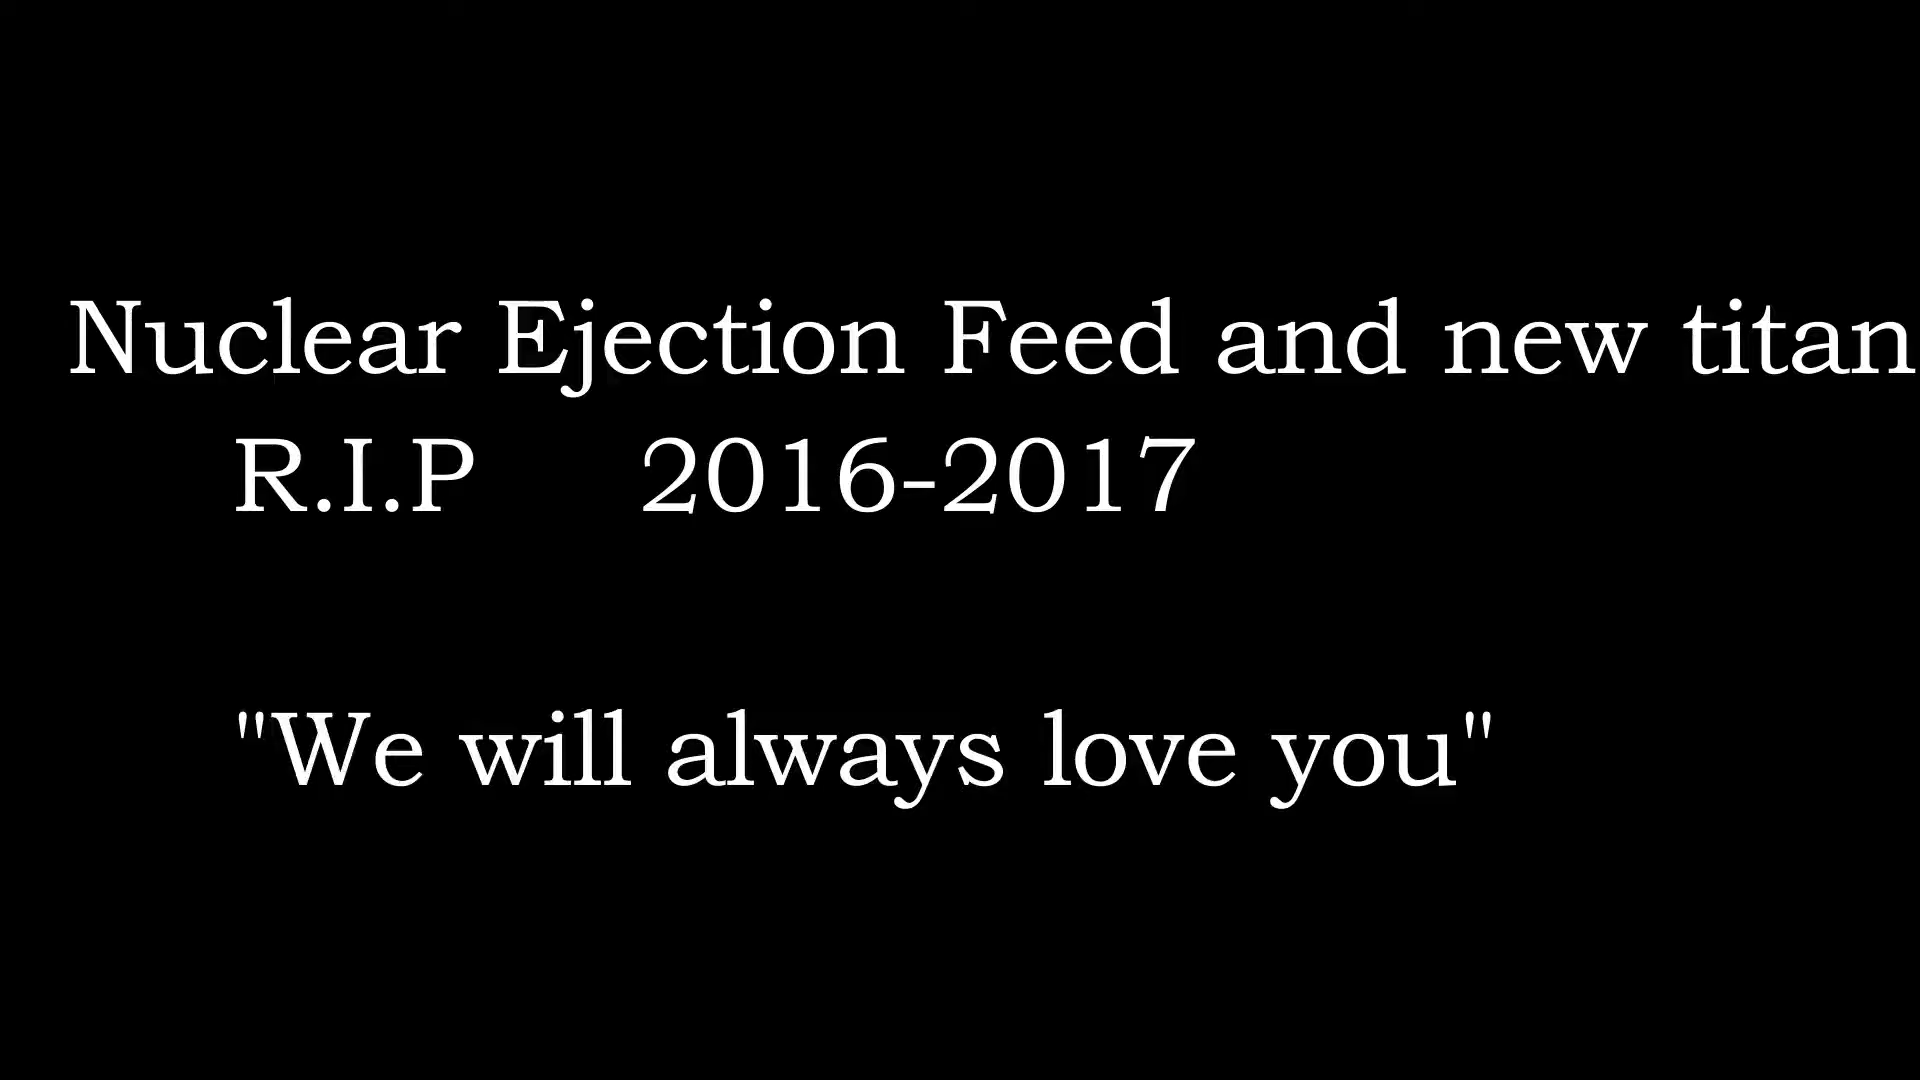 Nuclear Ejection Feed and new titan
R.I.P 2016-2017
"We will always love you"